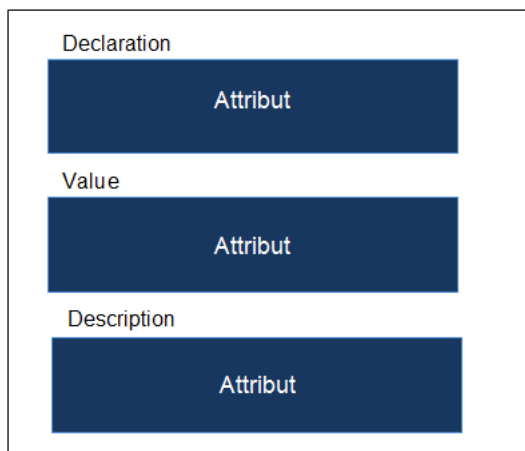 Declaration
Attribut
Value
Attribut
Description
Attribut